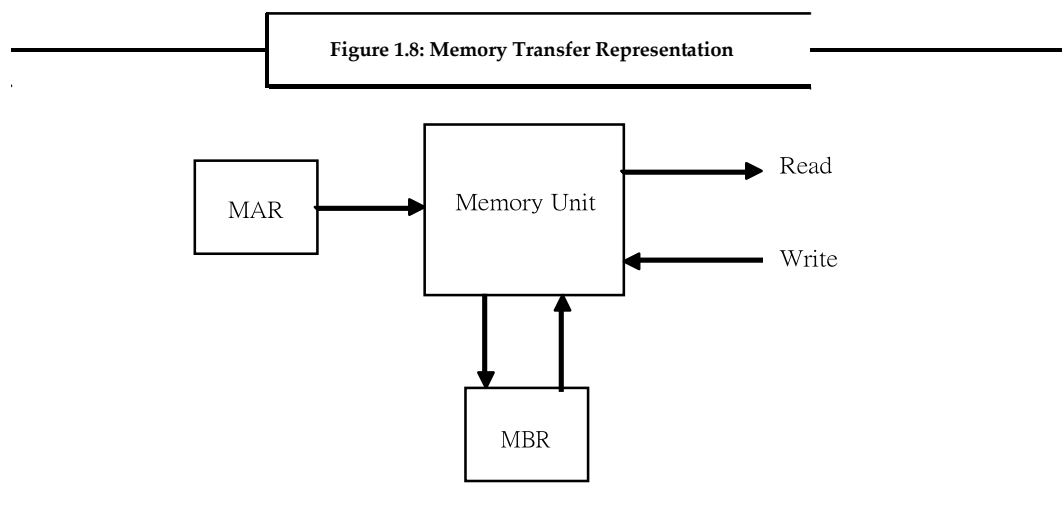 Figure 1.8: Memory Transfer Representation
Read
Memory Unit
MAR
Write
MBR